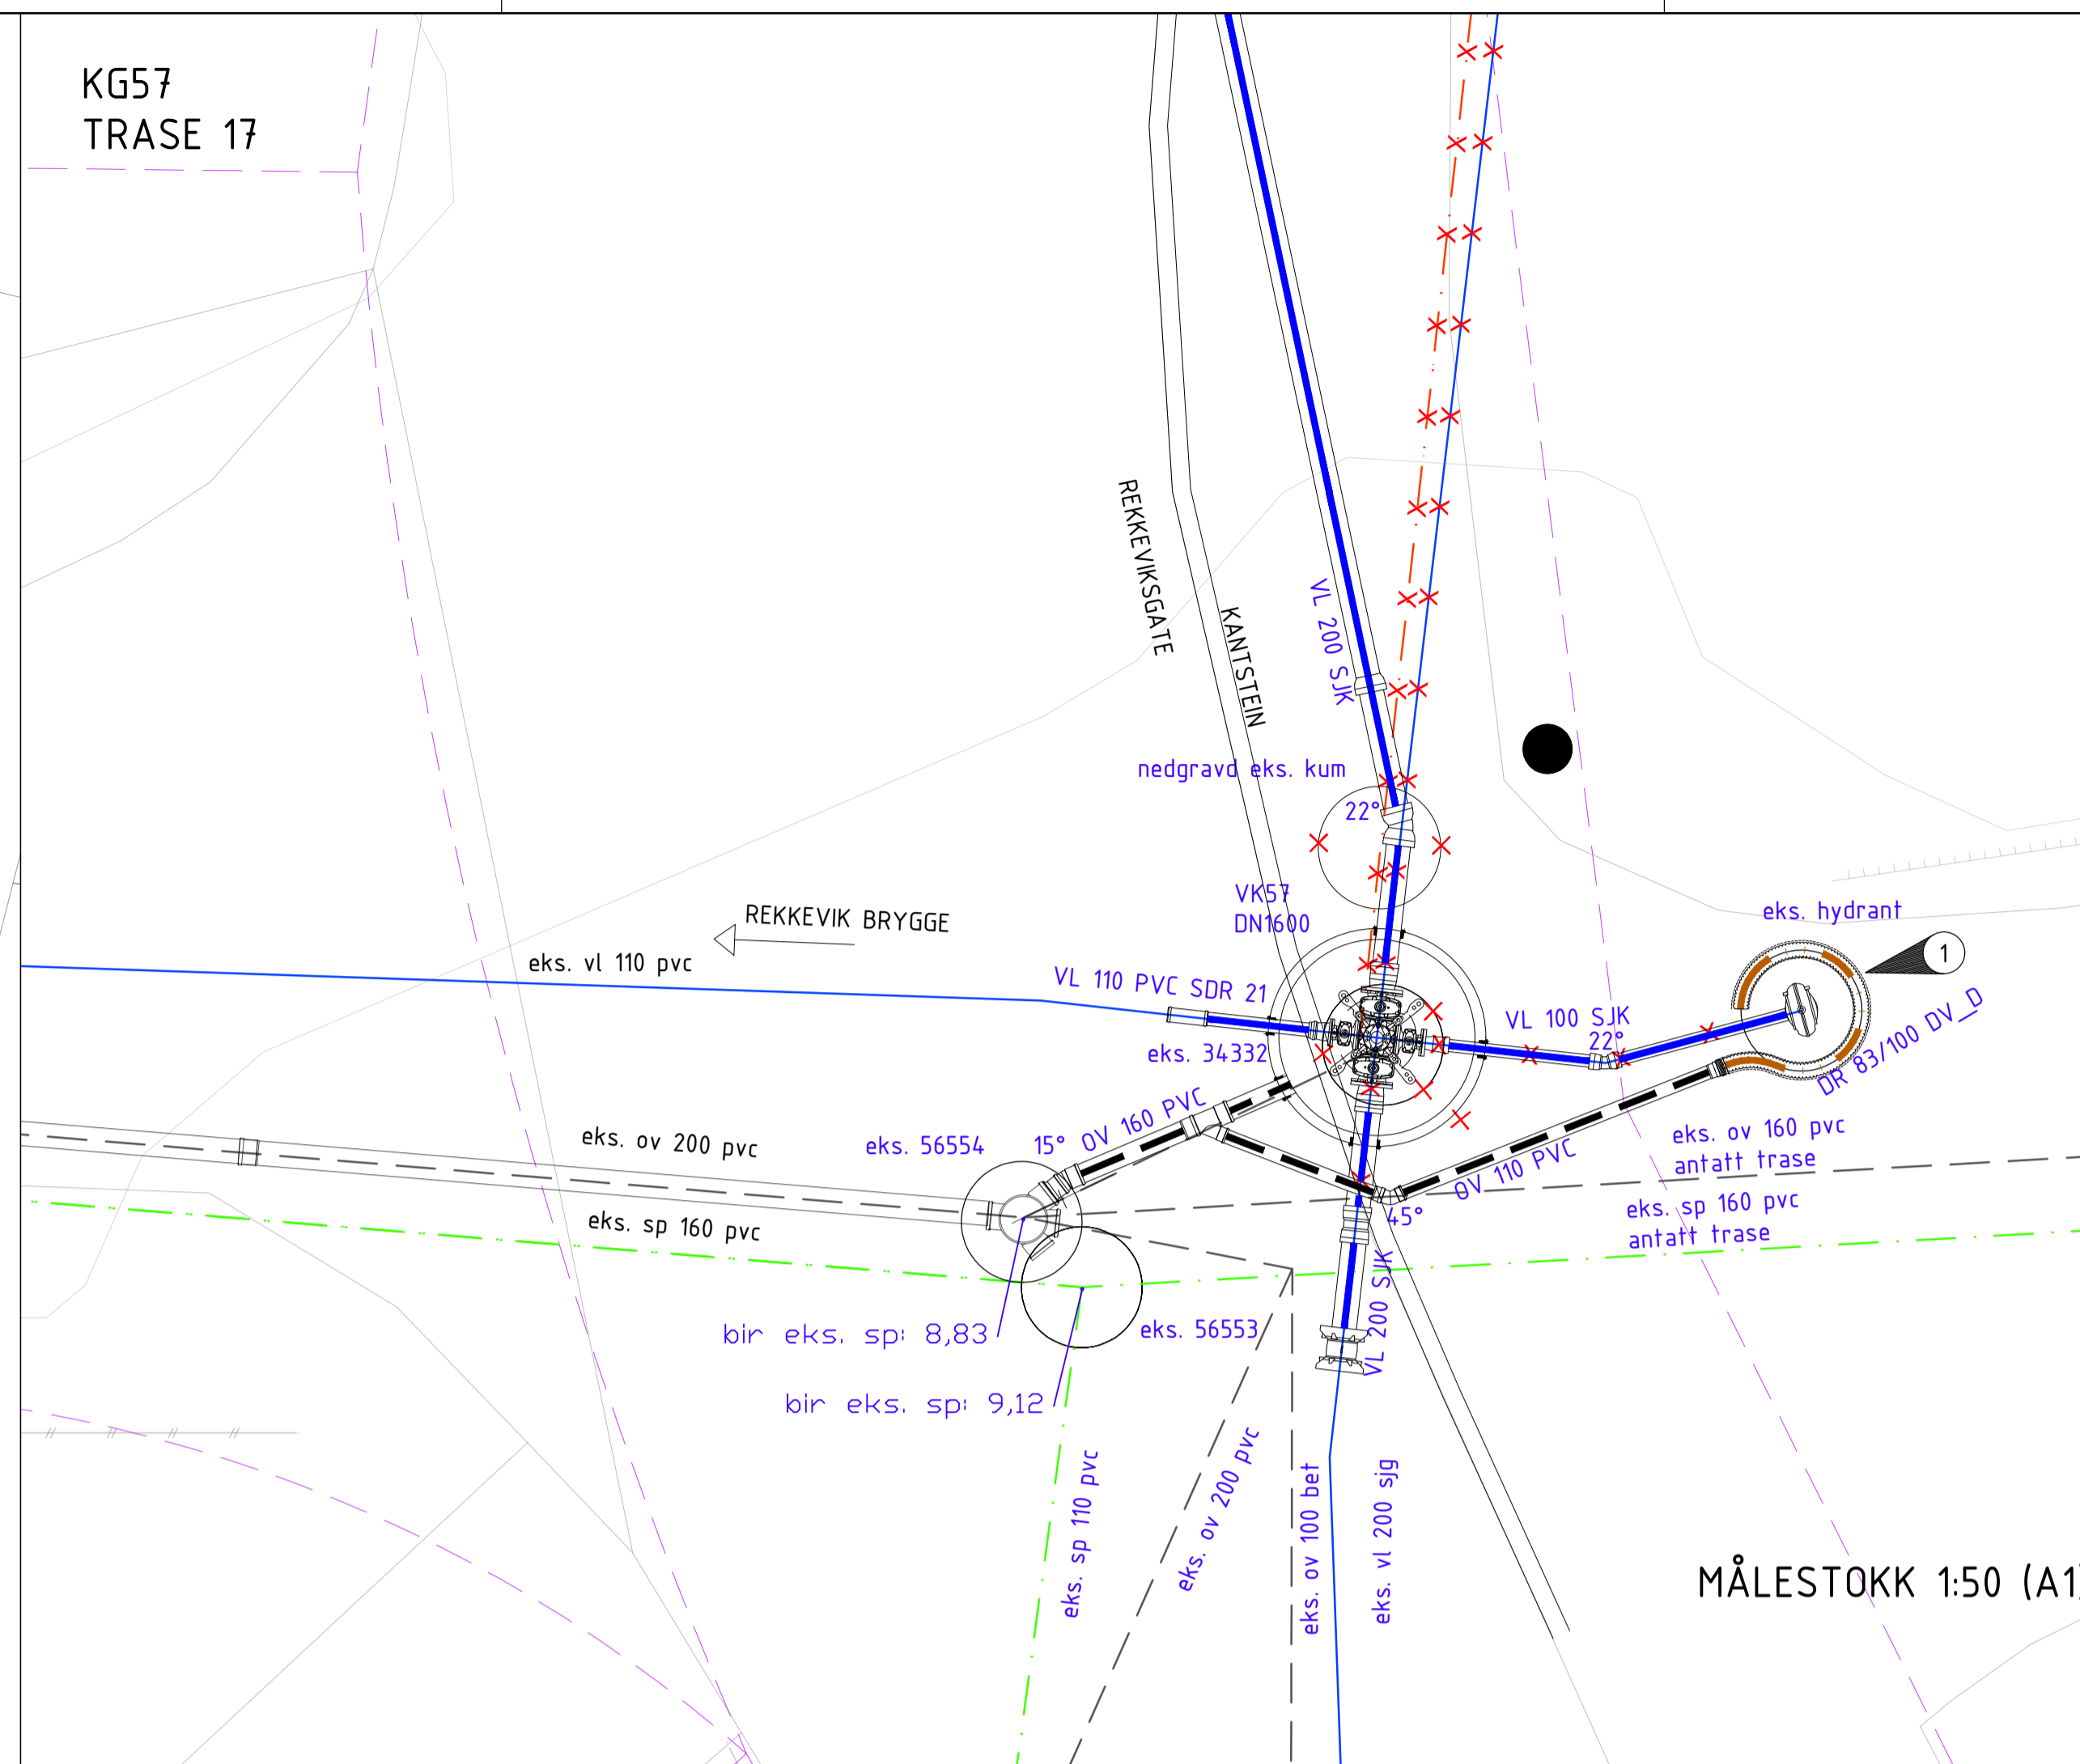 KG57
TRASE 17
REKKEVIKSGATE
KANTSTEIN
VL 200 SJK
nedgravd eks. kum
22°
VK57
DN1600
REKKEVIK BRYGGE
eks. hydrant
1
eks. vl 110 pvc
VL 110 PVC SDR 21
VL 100 SJK
22°
DR 83/100 DV_D
eks. 34332
eks. ov 200 pvc
eks. 56554
15° OV 160 PVC
OV 110 PVC
eks. ov 160 pvc
antatt trase
eks. sp 160 pvc
45°
eks. sp 160 pvc
antatt trase
bir eks. sp: 8,83
eks. 56553
VL 200 SJK
bir eks. sp: 9,12
eks. sp 110 pvc
eks. ov 200 pvc
eks. ov 100 bet
eks. vl 200 sjg
MÅLESTOKK 1:50 (A1)